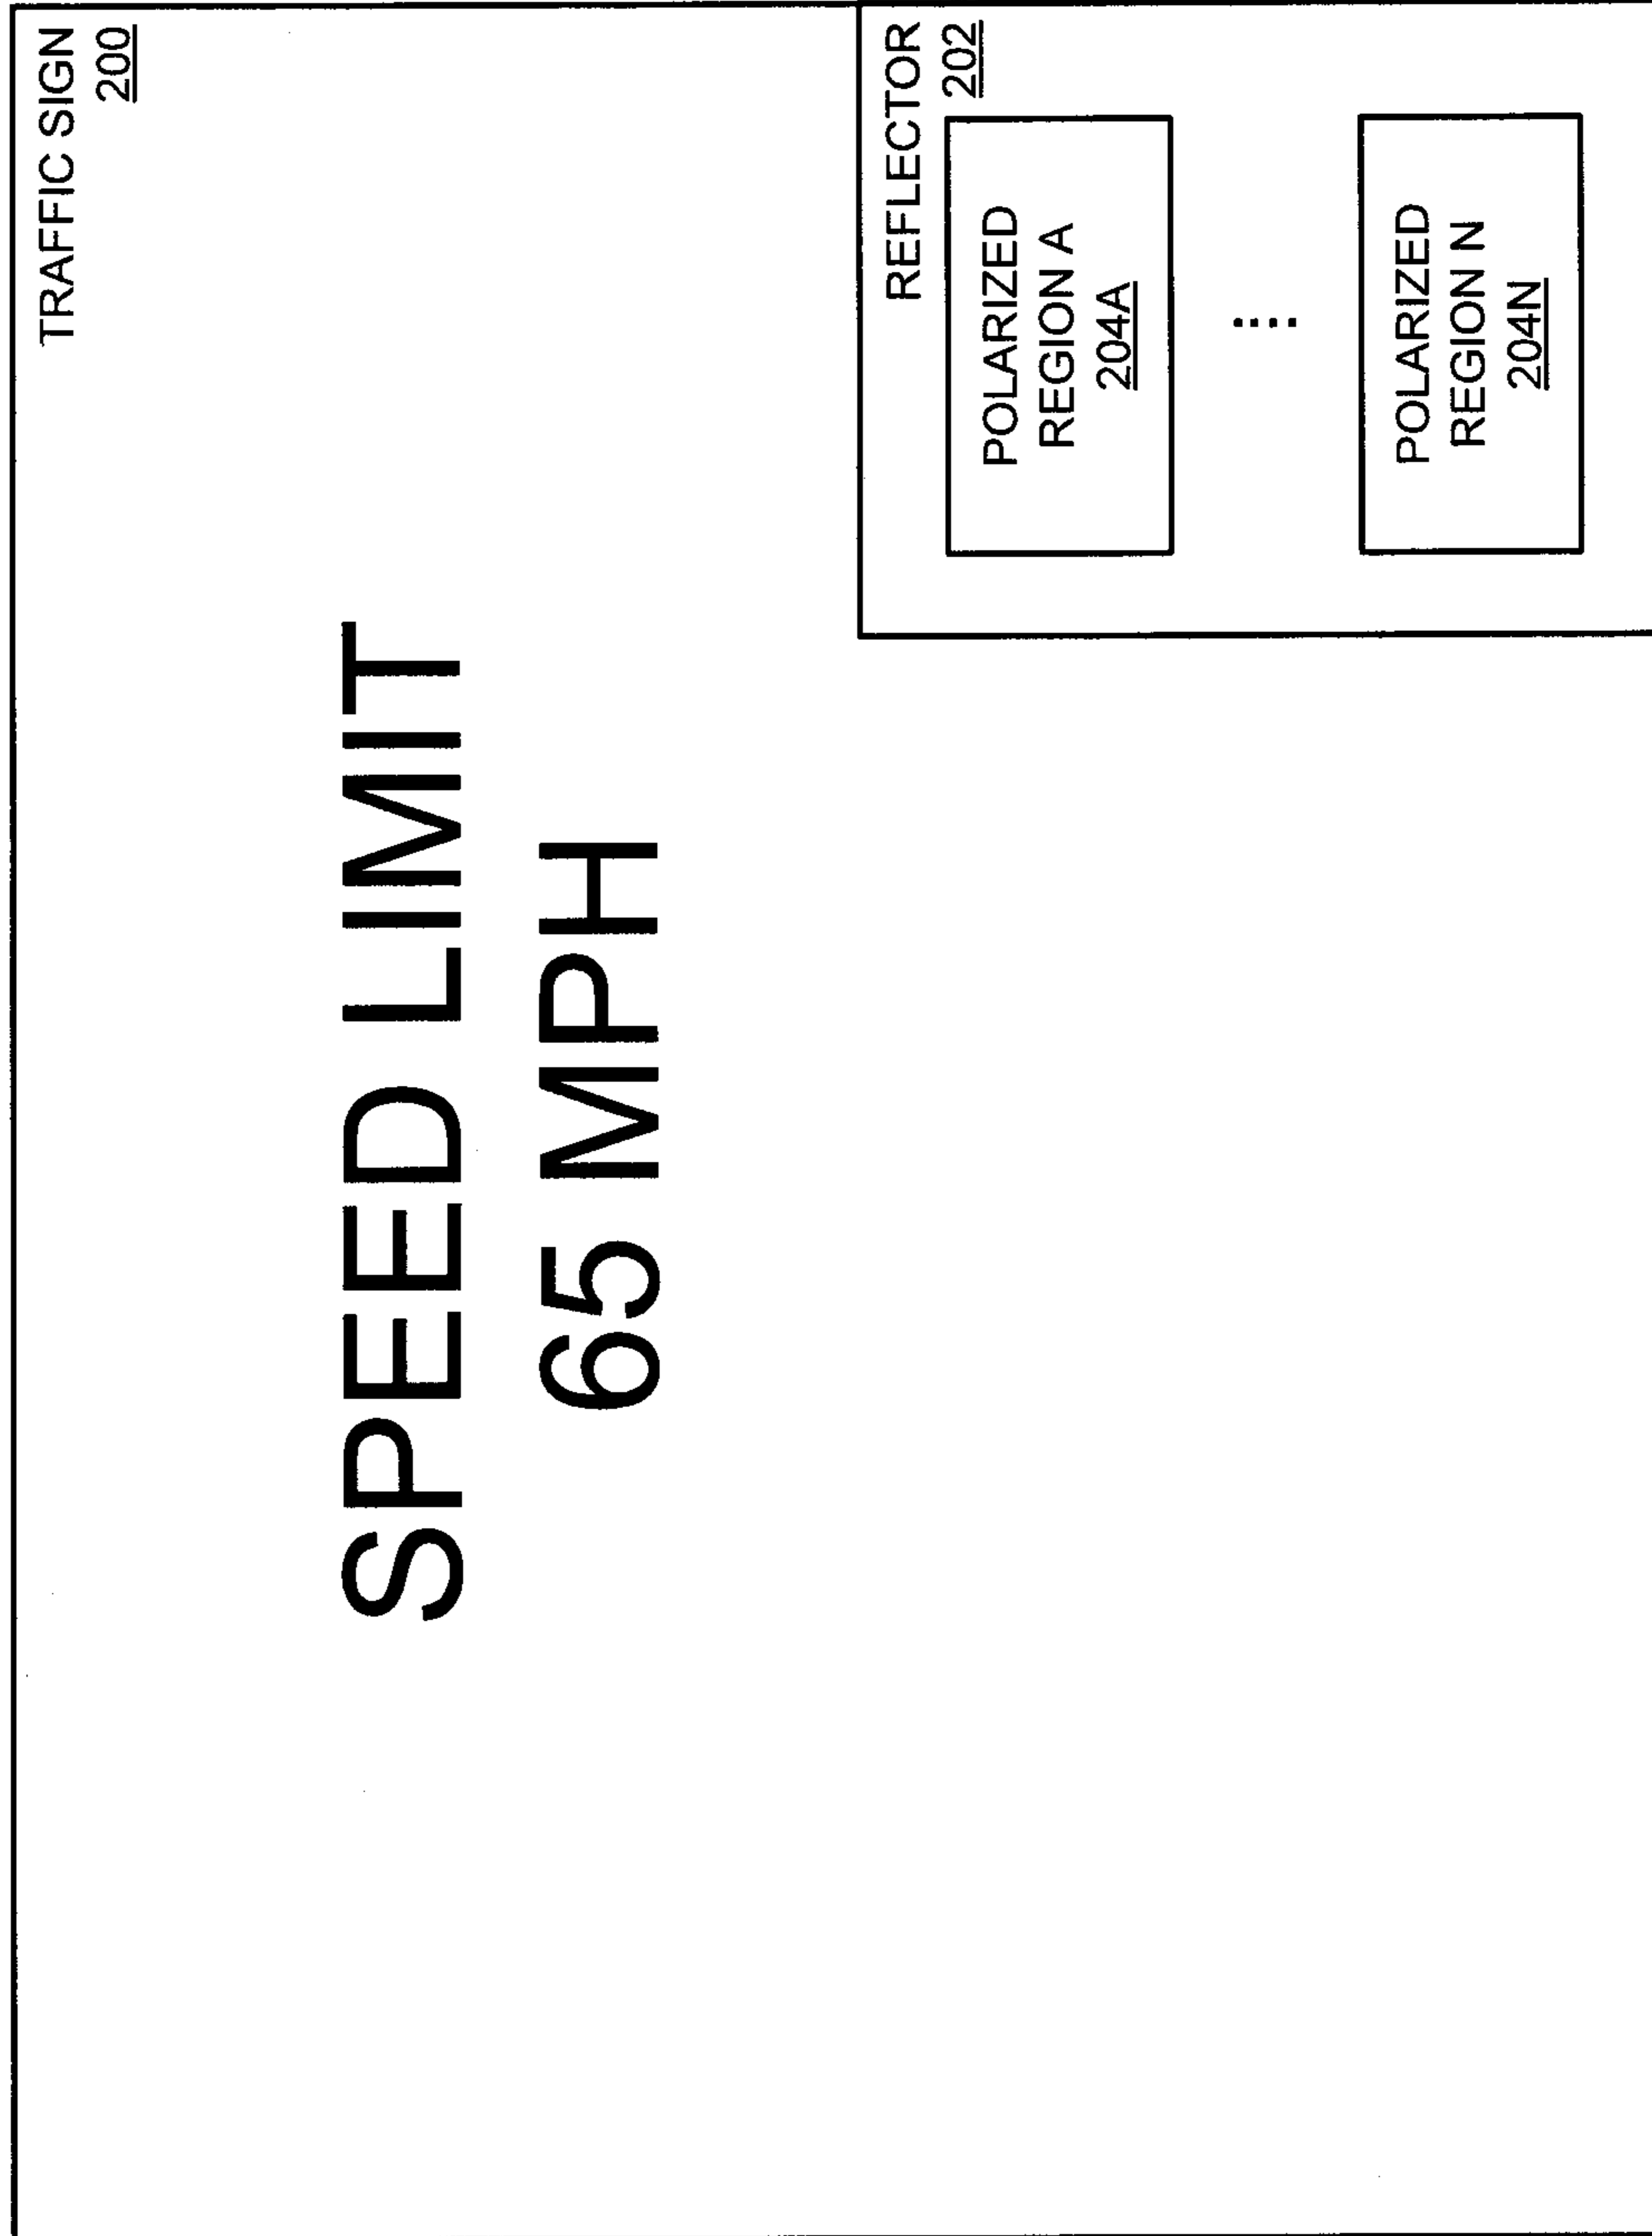 TRAFFIC SIGN
200
SPEED LIMIT
65 MPH
REFLECTOR
202
POLARIZED
REGION A
204A
POLARIZED
REGION N
204N